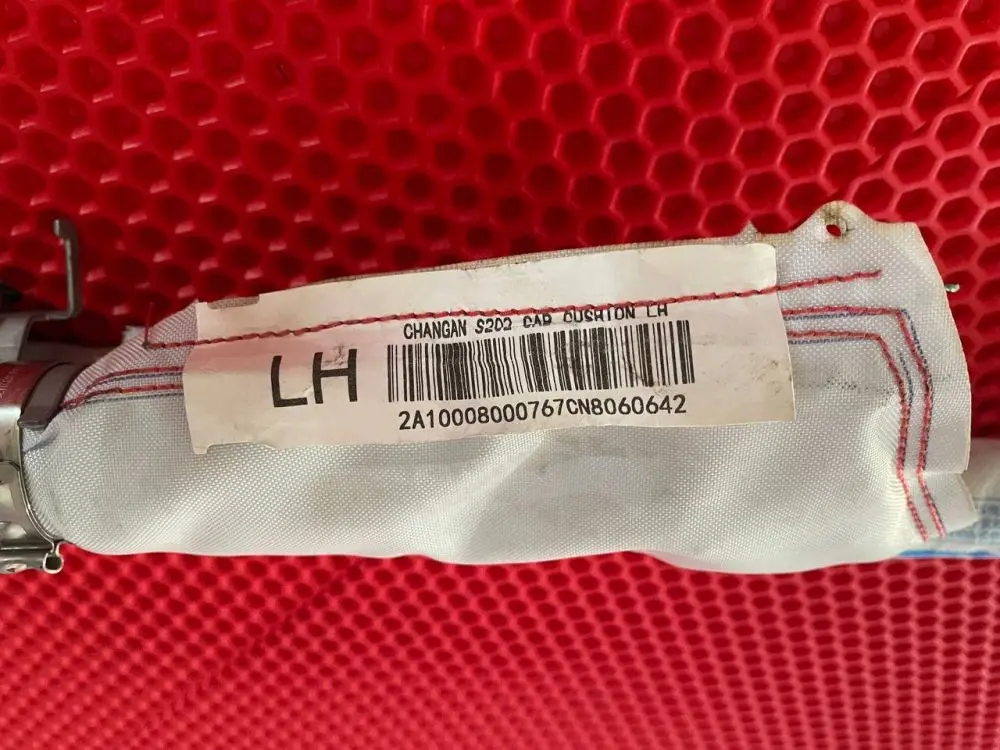 CHANGAN S202 CAB CUSHION LH
LH
2A10008000767CN8060642